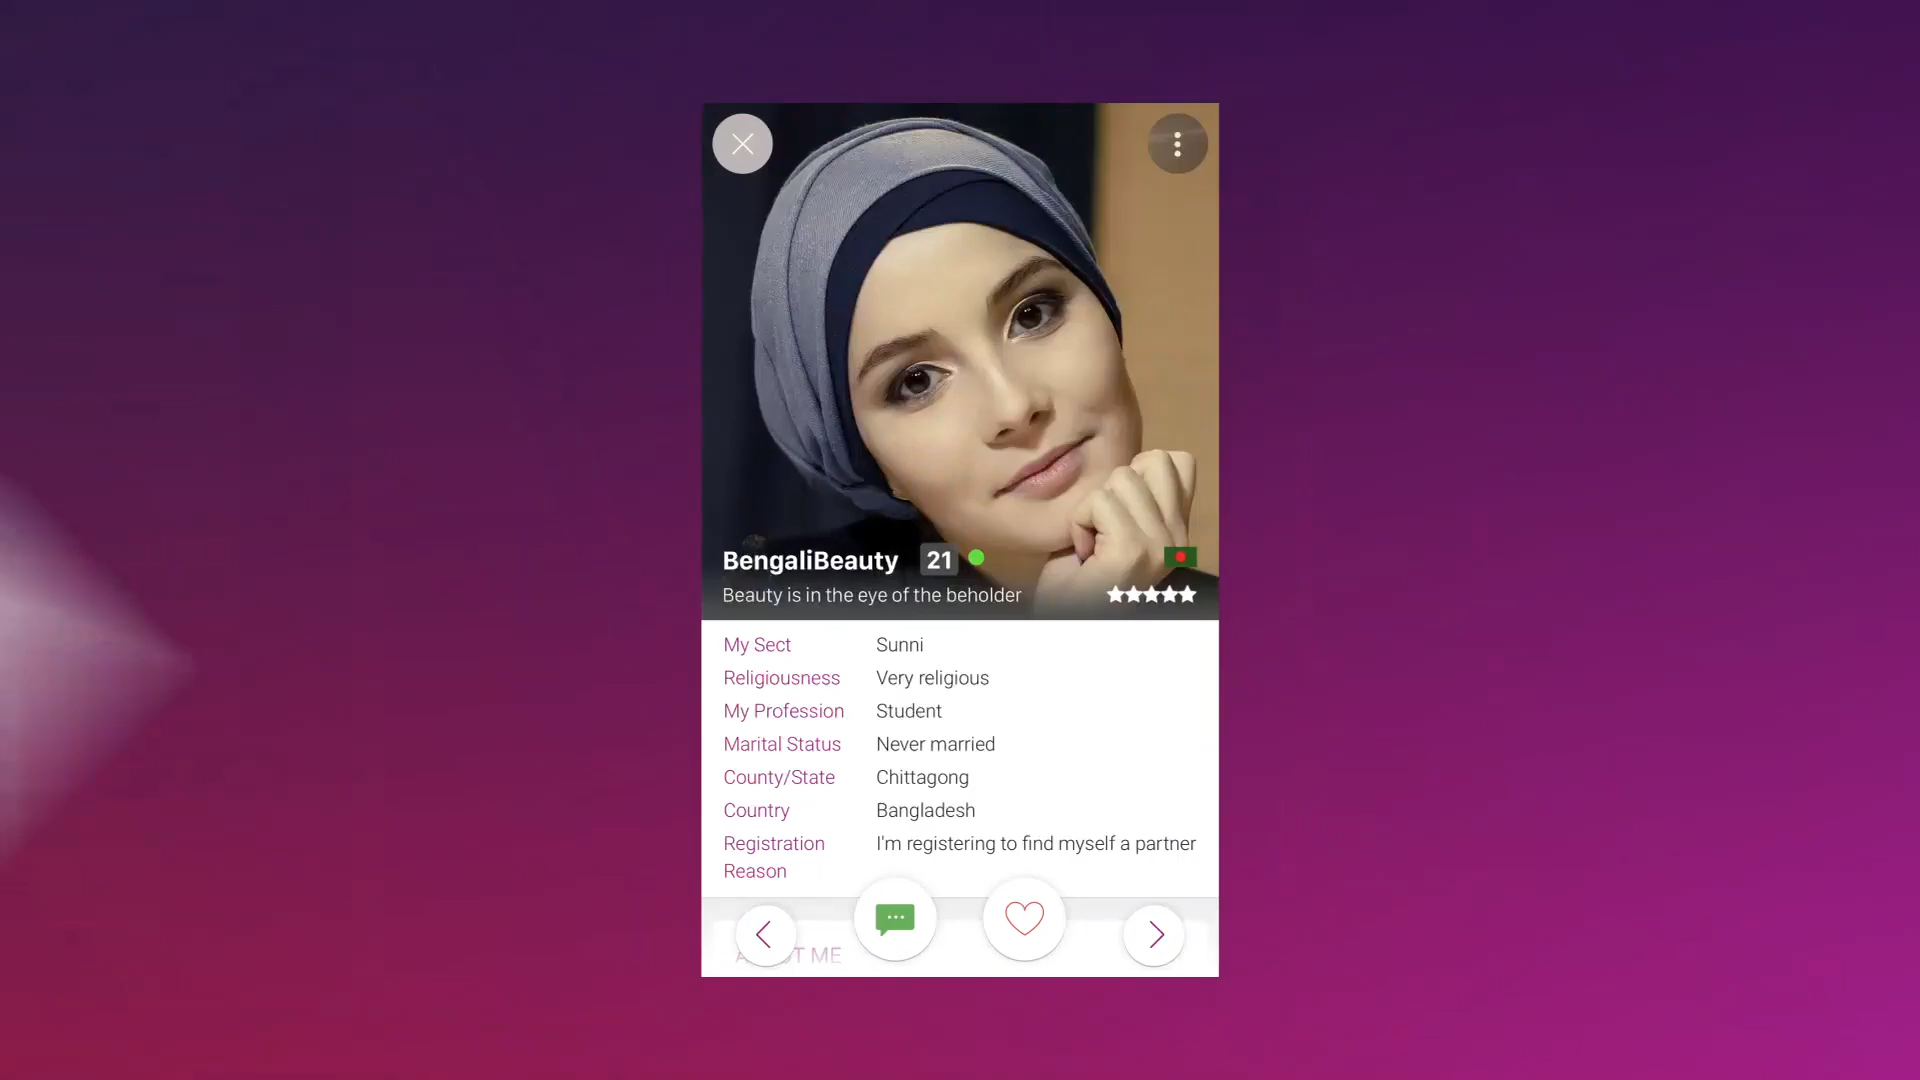 BengaliBeauty 21
Beauty is in the eye of the beholder
My Sect Sunni
Religiousness Very religious
My Profession Student
Marital Status Never married
County/State Chittagong
Country Bangladesh
Registration I'm registering to find myself a partner
Reason
ME